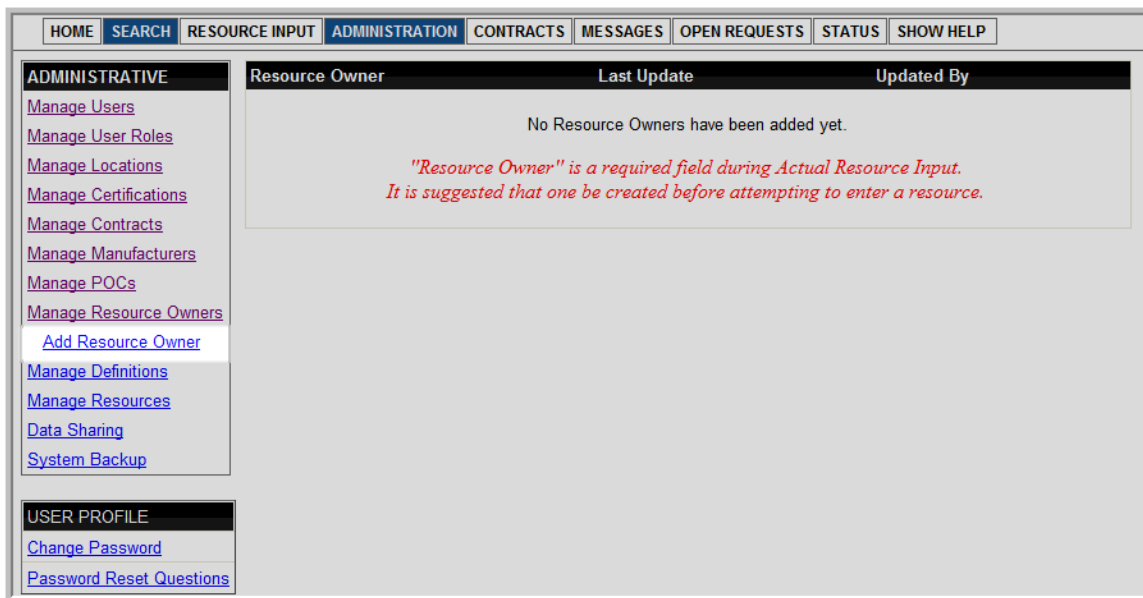 HOME SEARCH RESOURCE INPUT ADMINISTRATION CONTRACTS MESSAGES OPEN REQUESTS STATUS SHOW HELP
ADMINISTRATIVE
Manage Users
Manage User Roles
Manage Locations
Manage Certifications
Manage Contracts
Manage Manufacturers
Manage POCs
Manage Resource Owners
Add Resource Owner
Manage Definitions
Manage Resources
Data Sharing
System Backup
USER PROFILE
Change Password
Password Reset Questions
Resource Owner Last Update Updated By
No Resource Owners have been added yet.
"Resource Owner" is a required field during Actual Resource Input.
It is suggested that one be created before attempting to enter a resource.